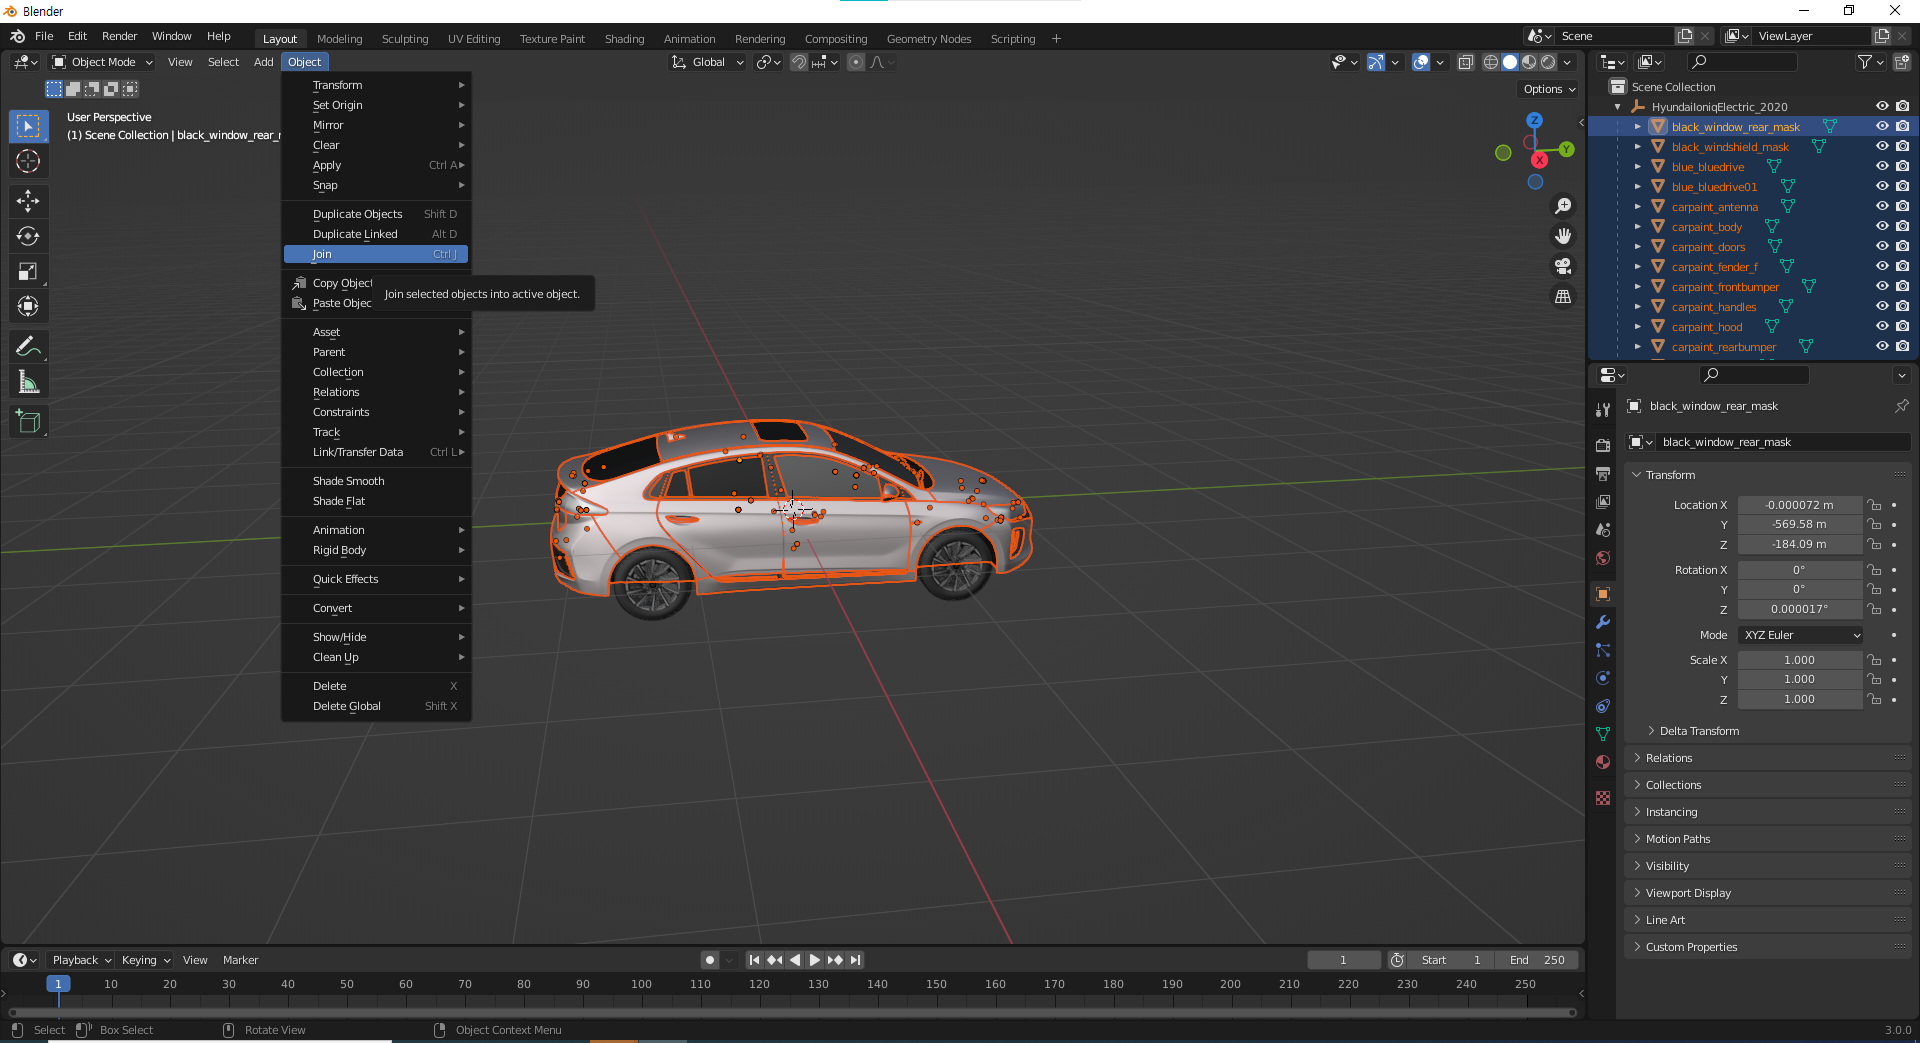 Blender
File Edit Render Window Help Layout Modeling Sculpting UV Editing Texture Paint Shading Animation Rendering Compositing Geometry Nodes Scripting + Scene ViewLayer
Object Mode View Select Add Object Global
Options
User Perspective
(1) Scene Collection | black_window_rear_r
Transform
Set Origin
Mirror
Clear
Apply Ctrl A
Snap
Duplicate Objects Shift D
Duplicate Linked Alt D
Join Ctrl J
Copy Object
Paste Objec
Join selected objects into active object.
Asset
Parent
Collection
Relations
Constraints
Track
Link/Transfer Data Ctrl L
Shade Smooth
Shade Flat
Animation
Rigid Body
Quick Effects
Convert
Show/Hide
Clean Up
Delete X
Delete Global Shift X
Z
Y
X
Scene Collection
HyundaiIoniqElectric_2020
black_window_rear_mask
black_windshield_mask
blue_bluedrive
blue_bluedrive01
carpaint_antenna
carpaint_body
carpaint_doors
carpaint_fender_f
carpaint_frontbumper
carpaint_handles
carpaint_hood
carpaint_rearbumper
black_window_rear_mask
black_window_rear_mask
Transform
Location X -0.000072 m
Y -569.58 m
Z -184.09 m
Rotation X 0°
Y 0°
Z 0.000017°
Mode XYZ Euler
Scale X 1.000
Y 1.000
Z 1.000
Delta Transform
Relations
Collections
Instancing
Motion Paths
Visibility
Viewport Display
Line Art
Custom Properties
Playback Keying View Marker 1 Start 1 End 250
1 10 20 30 40 50 60 70 80 90 100 110 120 130 140 150 160 170 180 190 200 210 220 230 240 250
Select Box Select Rotate View Object Context Menu 3.0.0